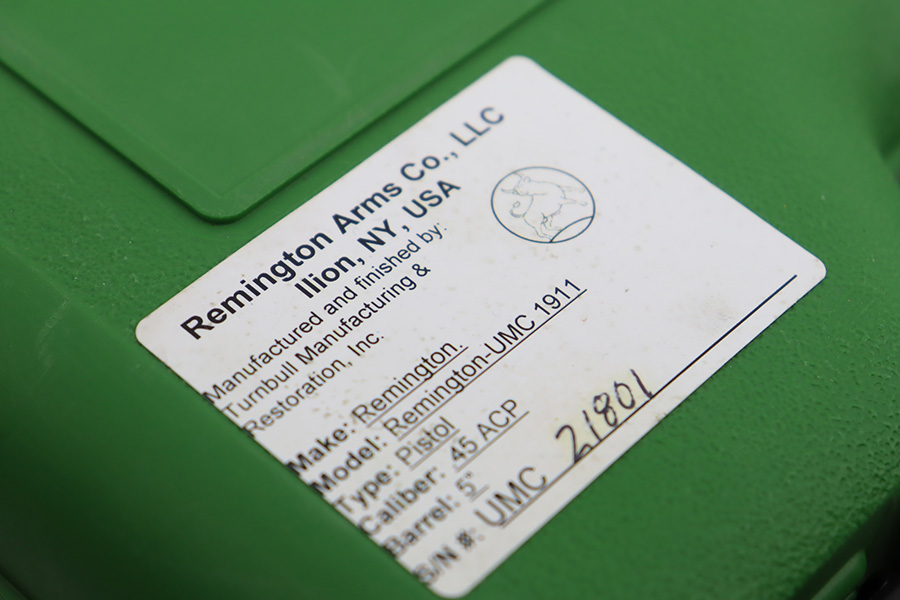 Remington Arms Co., LLC
Ilion, NY, USA
Manufactured and finished by:
Turnbull Manufacturing &
Restoration, Inc.
Make: Remington.
Model: Remington-UMC 1911
Type: Pistol
Caliber: 45 ACP
Barrel: 5"
S/N #: UMC 21801